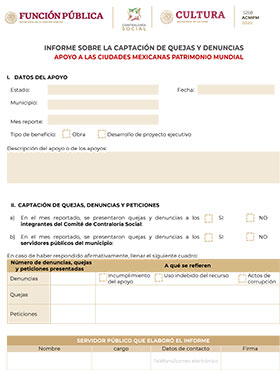 FUNCIÓN PÚBLICA
CONTRALORÍA
SOCIAL
CULTURA
S268
ACMPM
2020
INFORME SOBRE LA CAPTACIÓN DE QUEJAS Y DENUNCIAS
APOYO A LAS CIUDADES MEXICANAS PATRIMONIO MUNDIAL
I. DATOS DEL APOYO
Estado:
Fecha:
Municipio:
Mes reporte:
Tipo de beneficio:
Obra
Desarrollo de proyecto ejecutivo
Descripción del apoyo o de los apoyos:
II. CAPTACIÓN DE QUEJAS, DENUNCIAS Y PETICIONES
a) En el mes reportado, se presentaron quejas y denuncias a los
integrantes del Comité de Contraloría Social:
SI
NO
b) En el mes reportado, se presentaron quejas y denuncias a los
servidores públicos del municipio:
SI
NO
En caso de haber respondido afirmativamente, llenar el siguiente cuadro:
Número de denuncias, quejas
y peticiones presentadas
A qué se refieren
Denuncias
Incumplimiento
del apoyo
Uso indebido del recurso
Actos de
corrupción
Quejas
Peticiones
SERVIDOR PÚBLICO QUE ELABORÓ EL INFORME
Nombre
cargo
Datos de contacto
Firma
Teléfono/correo electrónico